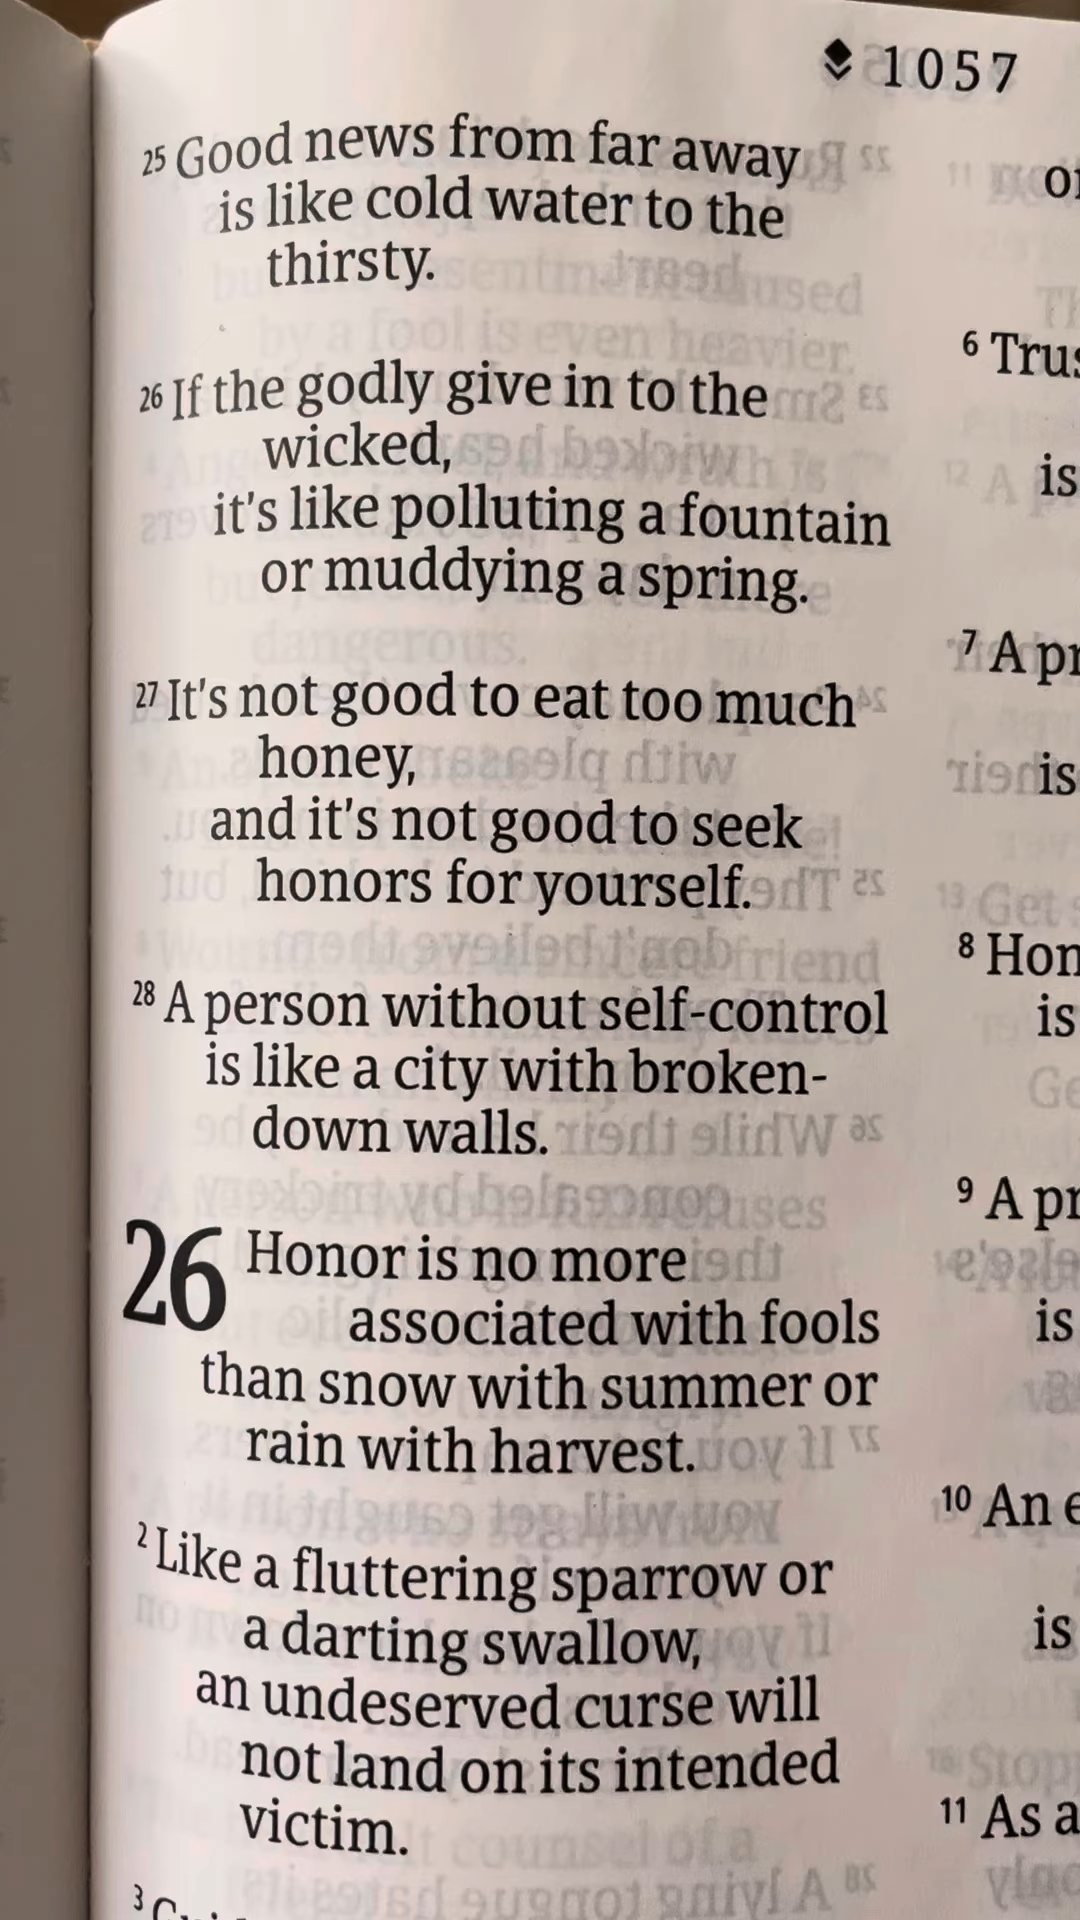 1057
25 Good news from far away
is like cold water to the
thirsty.
26 If the godly give in to the
wicked,
it's like polluting a fountain
or muddying a spring.
27 It's not good to eat too much
honey,
and it's not good to seek
honors for yourself.
28 A person without self-control
is like a city with broken-
down walls.
26 Honor is no more
associated with fools
than snow with summer or
rain with harvest.
2 Like a fluttering sparrow or
a darting swallow,
an undeserved curse will
not land on its intended
victim.
3
6
is
7 A
is
8
is
9 A
is
10 An
is
11 As a